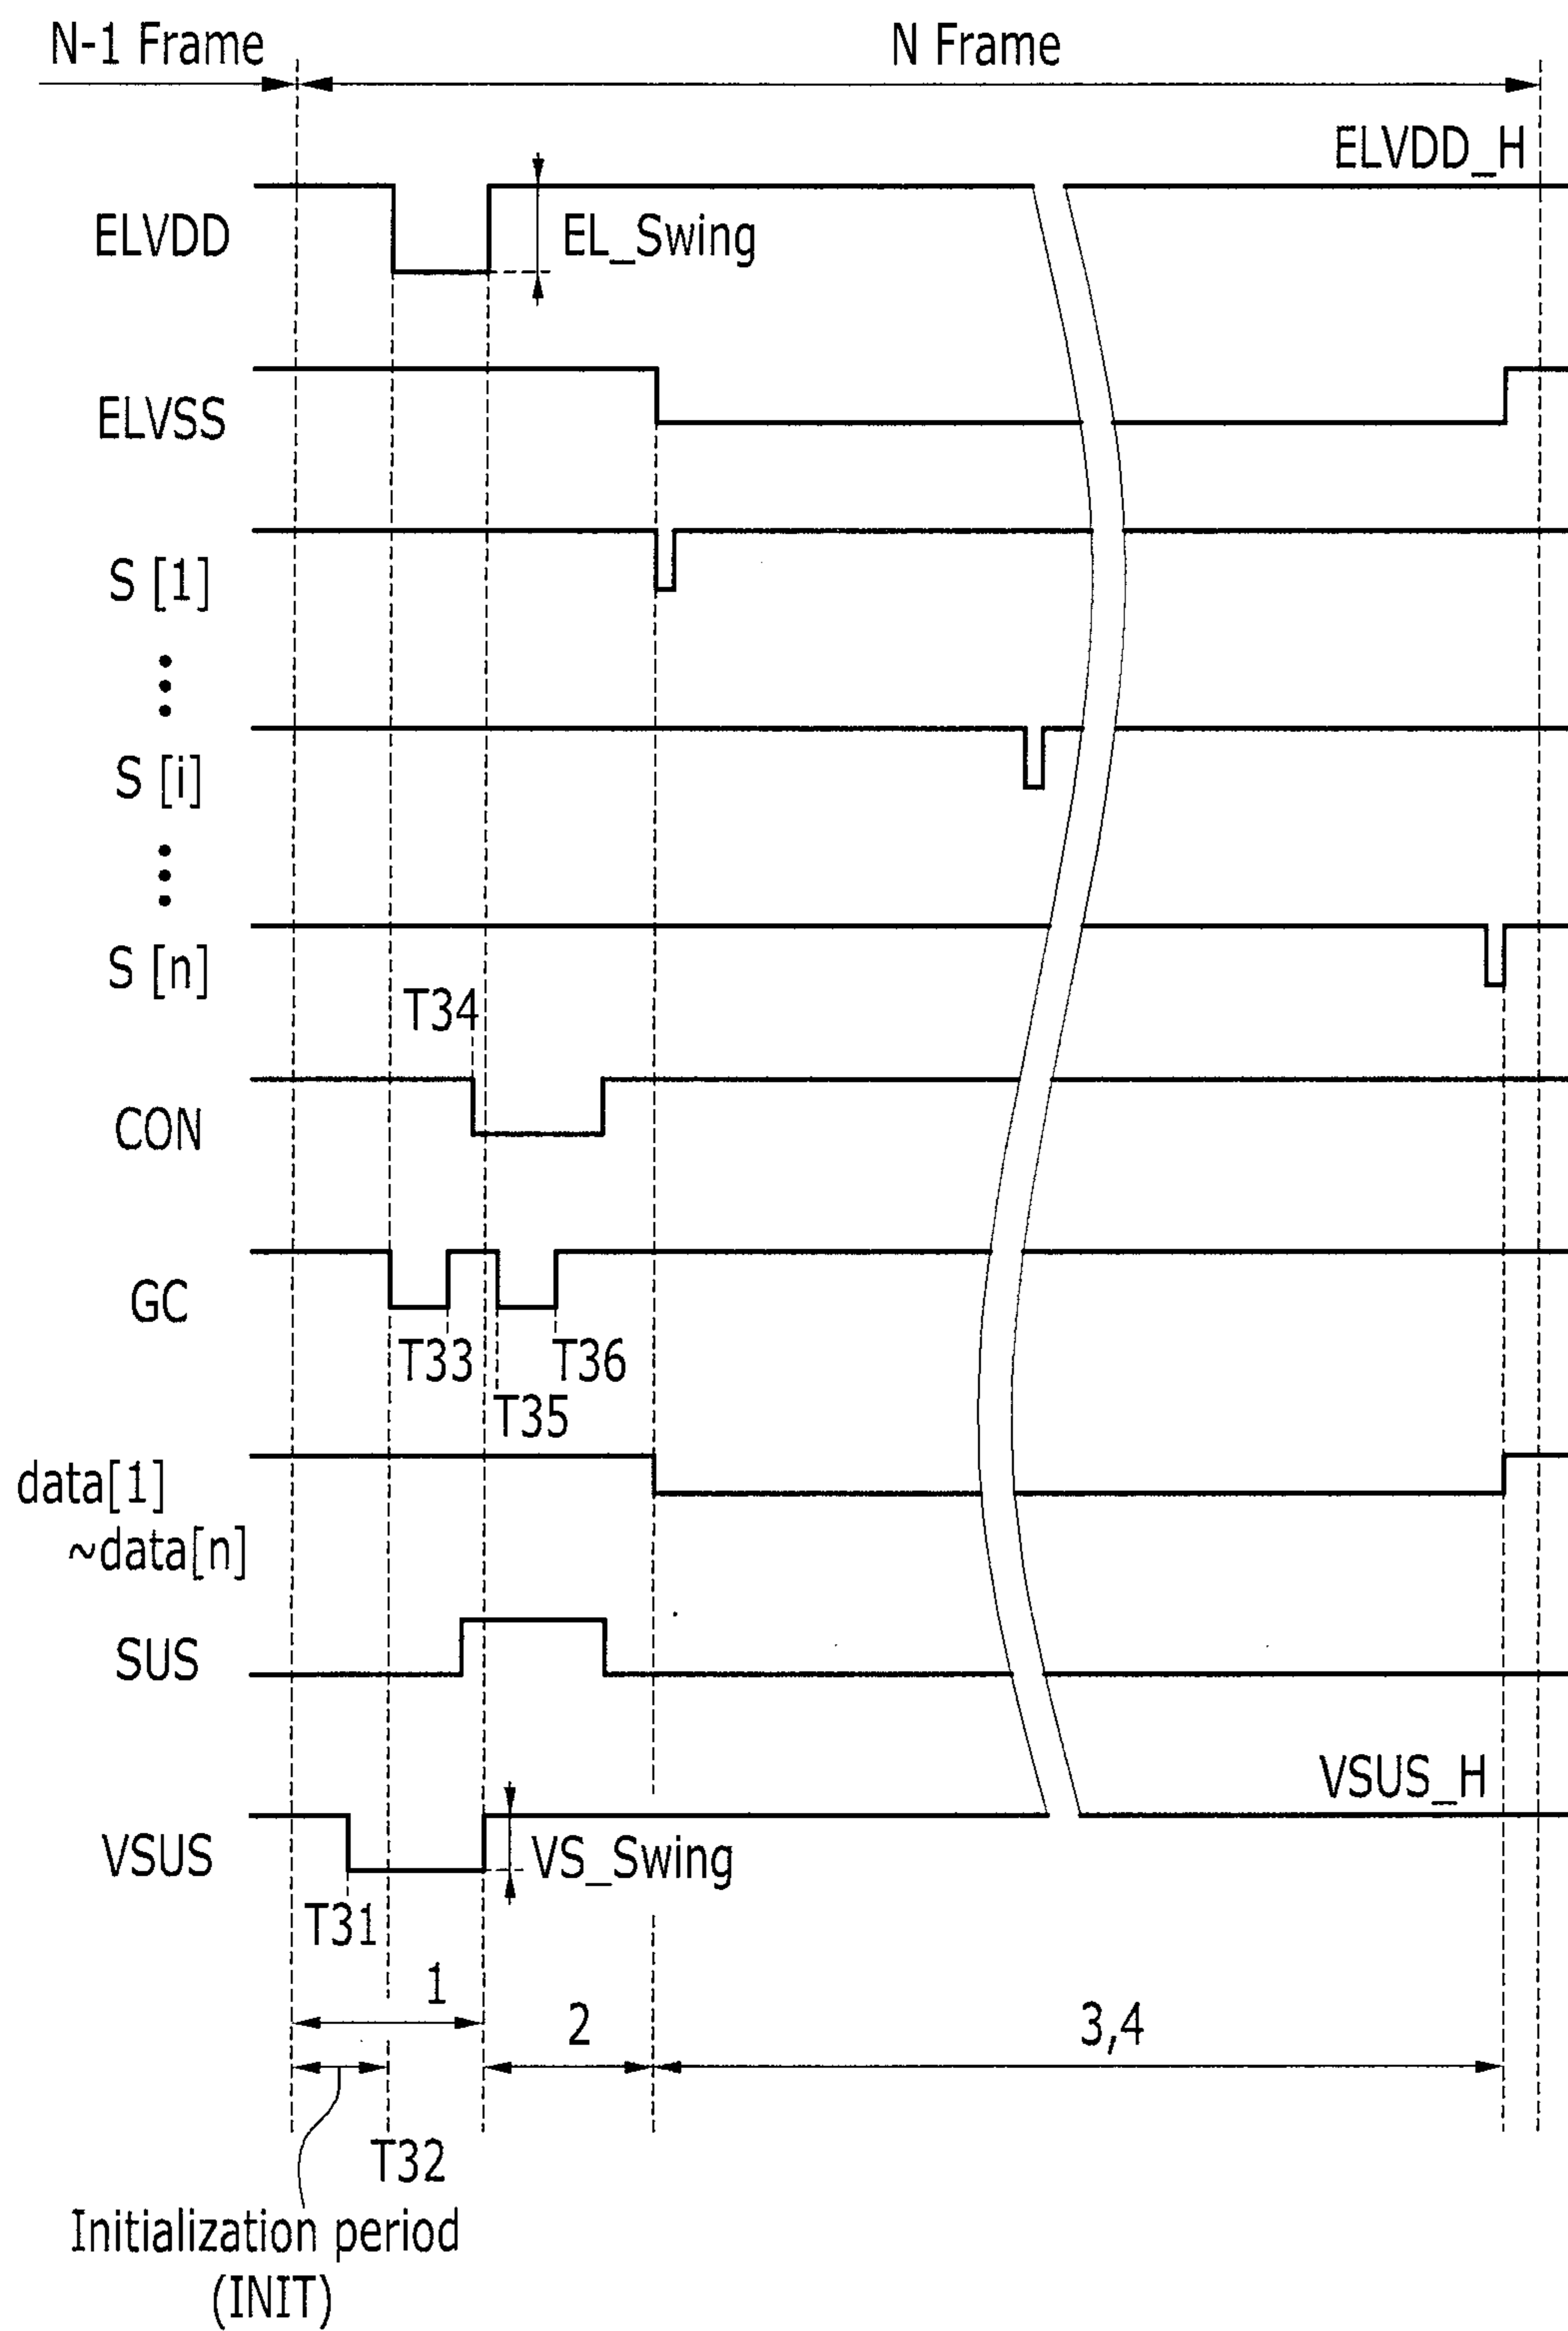 N-1 Frame
N Frame
ELVDD_H
ELVDD
EL_Swing
ELVSS
S [1]
S [i]
S [n]
T34
CON
GC
T33
T36
T35
data[1]
~data[n]
SUS
VSUS_H
VSUS
VS_Swing
T31
1
2
3,4
T32
Initialization period
(INIT)